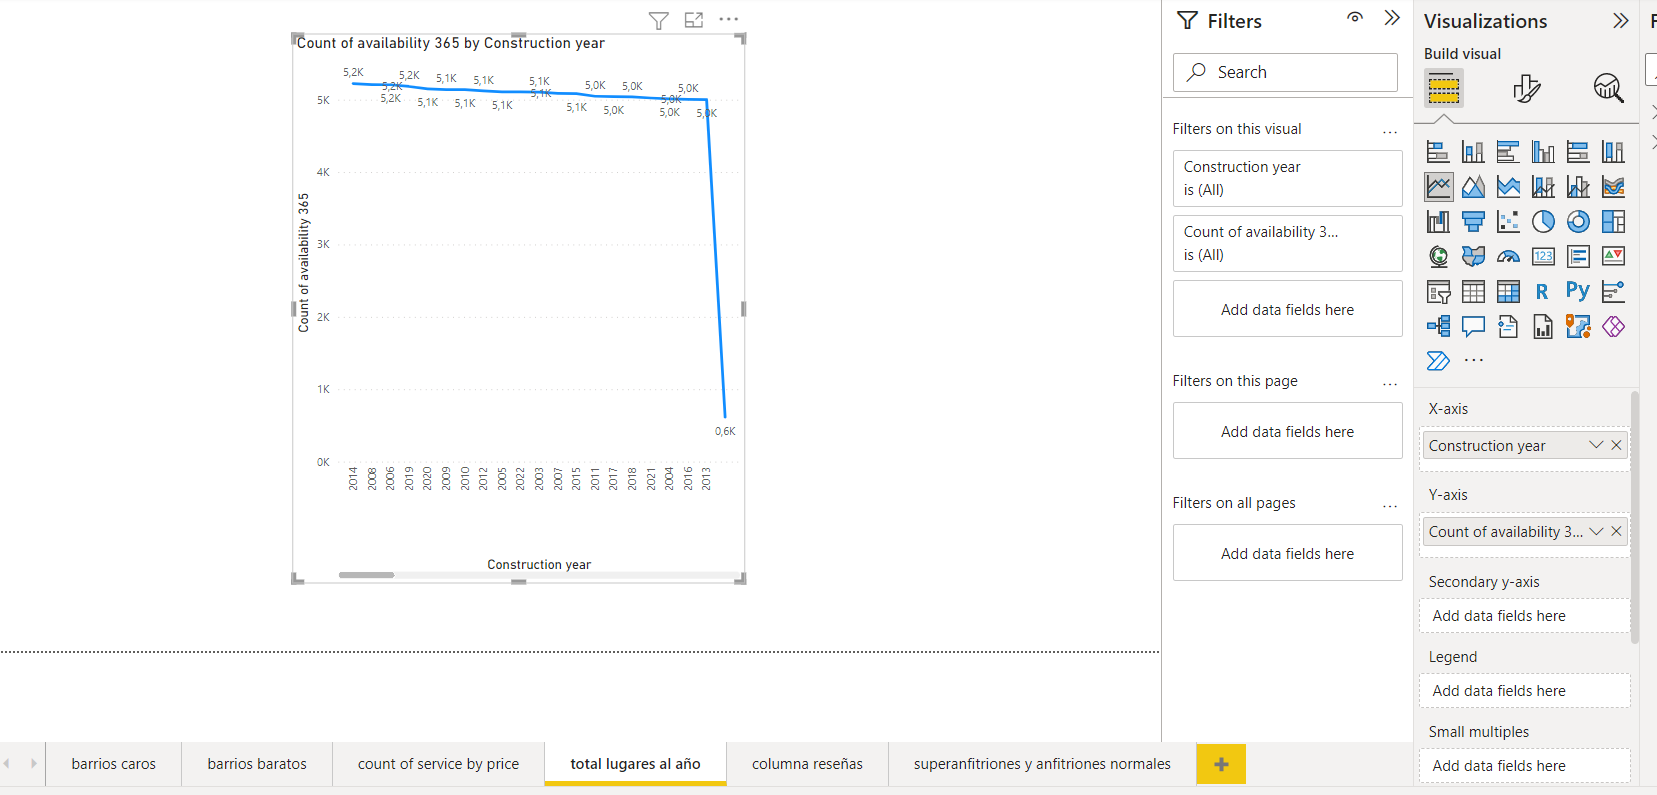 Count of availability 365 by Construction year
5,2K
5,2K
5,2K
5,2K
5,1K
5,1K
5,1K
5,1K
5,1K
5,1K
5,1K
5,1K
5,0K
5,0K
5,0K
5,0K
5,0K
5,0K
5,0K
0,6K
5K
4K
3K
2K
1K
0K
Count of availability 365
2014
2008
2006
2019
2020
2009
2010
2012
2005
2022
2003
2007
2015
2011
2017
2018
2021
2004
2016
2013
Construction year
Filters
Search
Filters on this visual
...
Construction year
is (All)
Count of availability 3...
is (All)
Add data fields here
Filters on this page
...
Add data fields here
Filters on all pages
...
Add data fields here
Visualizations
Build visual
123
R
Py
...
X-axis
Construction year
Y-axis
Count of availability 3...
Secondary y-axis
Add data fields here
Legend
Add data fields here
Small multiples
Add data fields here
barrios caros
barrios baratos
count of service by price
total lugares al año
columna reseñas
superanfitriones y anfitriones normales